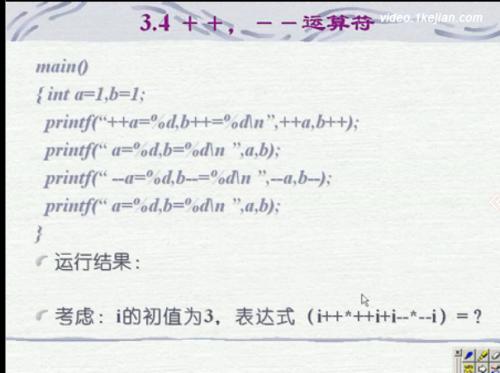 3.4 ++，－－运算符
video.1kejian.com
main()
{ int a=1,b=1;
printf(“++a=%d,b++=%d\n”,++a,b++);
printf(“ a=%d,b=%d\n ”,a,b);
printf(“ --a=%d,b--=%d\n ”,--a,b--);
printf(“ a=%d,b=%d\n ”,a,b);
}
运行结果：
考虑：i的初值为3，表达式（i++*++i+i--*--i）= ?